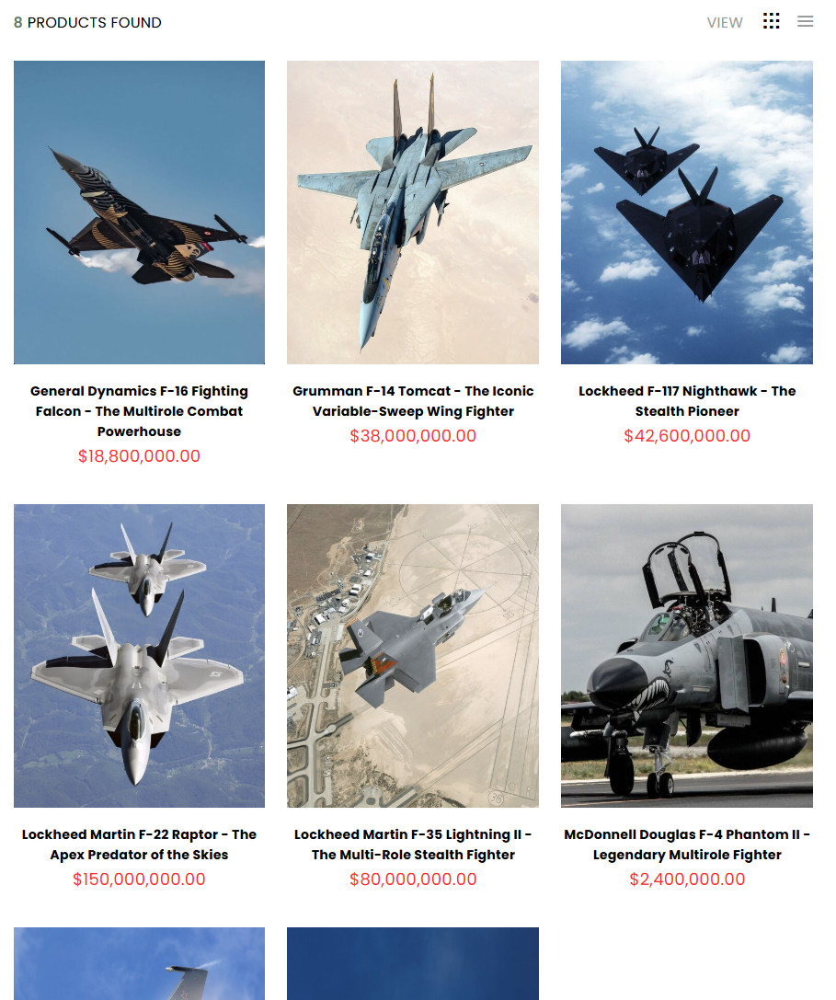 8 PRODUCTS FOUND
VIEW
General Dynamics F-16 Fighting
Falcon - The Multirole Combat
Powerhouse
$18,800,000.00
Grumman F-14 Tomcat - The Iconic
Variable-Sweep Wing Fighter
$38,000,000.00
Lockheed F-117 Nighthawk - The
Stealth Pioneer
$42,600,000.00
Lockheed Martin F-22 Raptor - The
Apex Predator of the Skies
$150,000,000.00
Lockheed Martin F-35 Lightning II -
The Multi-Role Stealth Fighter
$80,000,000.00
McDonnell Douglas F-4 Phantom II -
Legendary Multirole Fighter
$2,400,000.00